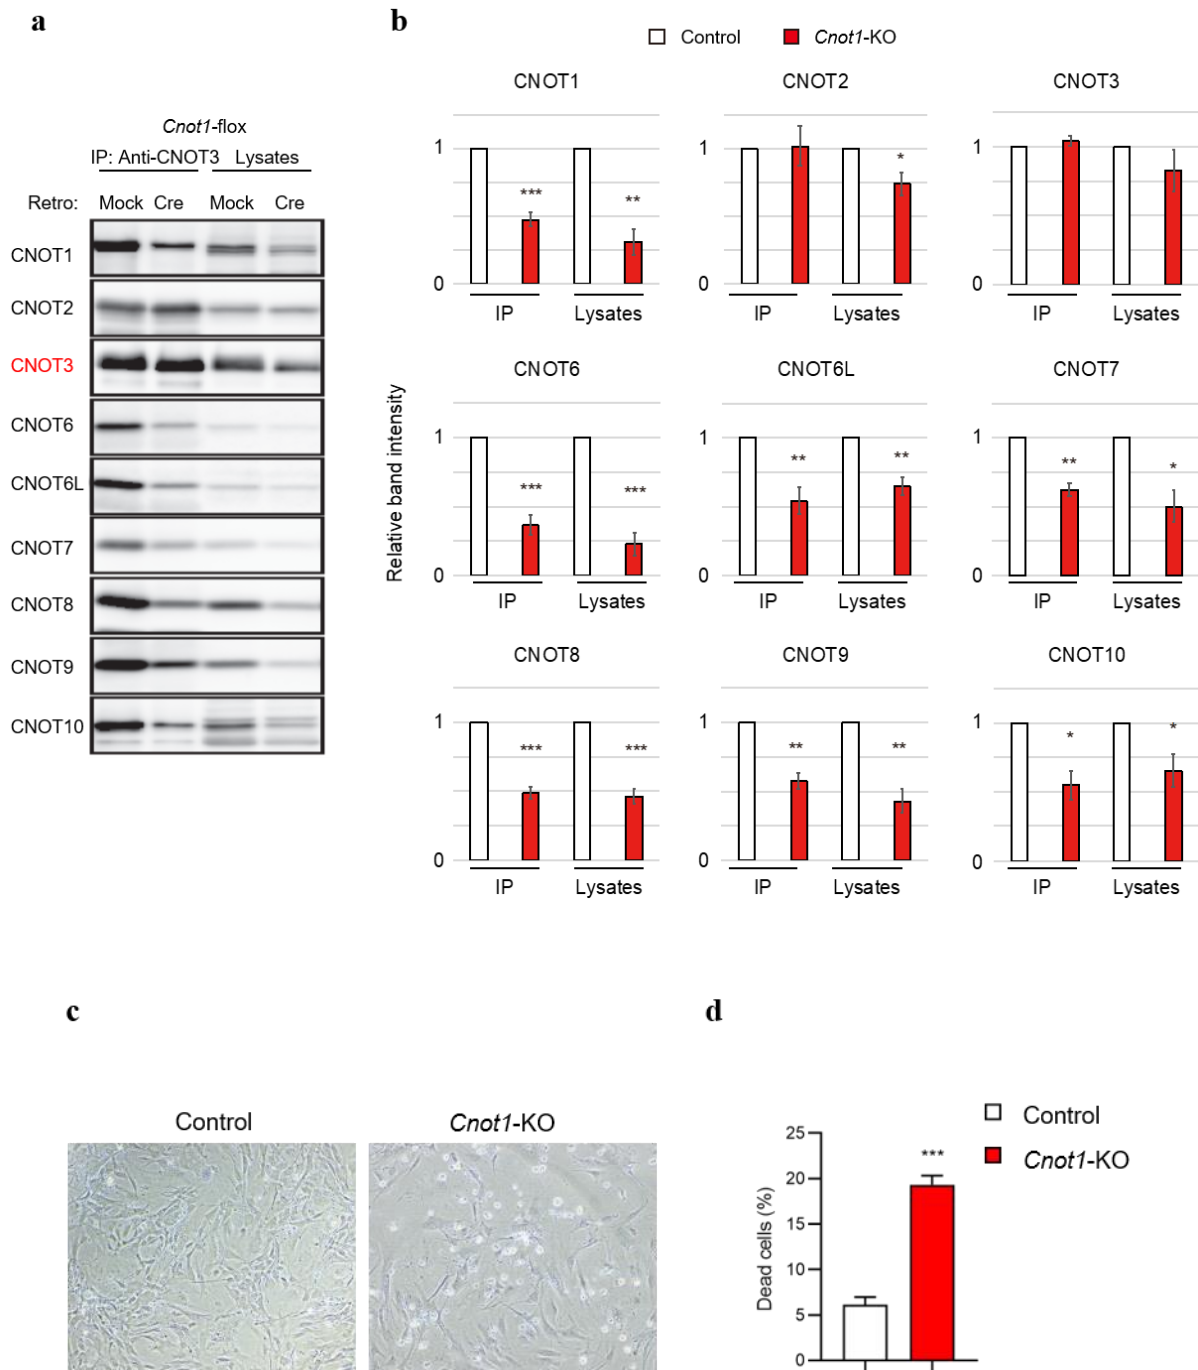 a
Cnot1-flox
IP: Anti-CNOT3 Lysates
Retro: Mock Cre Mock Cre
CNOT1
CNOT2
CNOT3
CNOT6
CNOT6L
CNOT7
CNOT8
CNOT9
CNOT10
b
Control Cnot1-KO
Relative band intensity
CNOT1 CNOT2 CNOT3
1 1 1
*** ** *
0 0 0
IP Lysates IP Lysates IP Lysates
CNOT6 CNOT6L CNOT7
1 1 1
*** *** ** ** ** *
0 0 0
IP Lysates IP Lysates IP Lysates
CNOT8 CNOT9 CNOT10
1 1 1
*** *** ** ** * *
0 0 0
IP Lysates IP Lysates IP Lysates
c
Control Cnot1-KO
d
Control
Cnot1-KO
Dead cells (%)
25
20
15
10
5
0
***